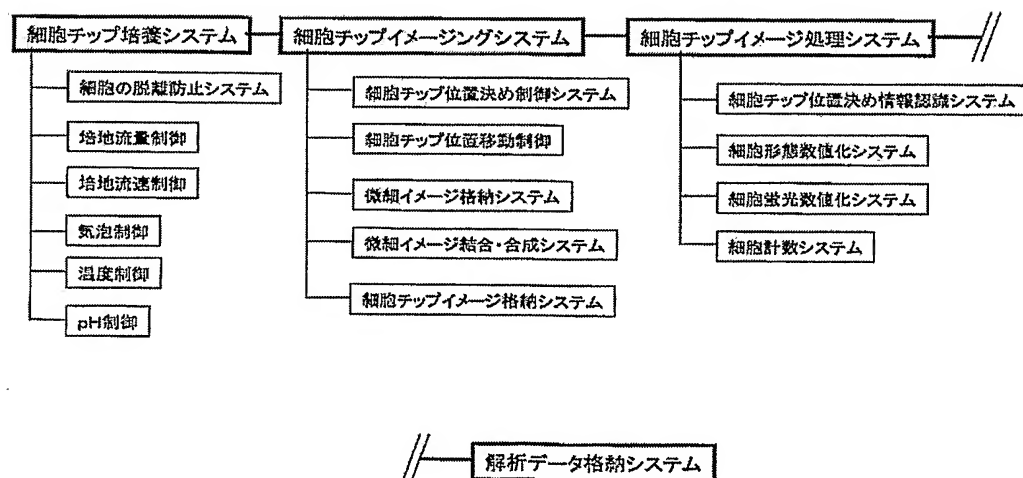 細胞チップ培養システム
細胞チップイメージングシステム
細胞チップイメージ処理システム
細胞の脱離防止システム
培地流量制御
培地流速制御
気泡制御
温度制御
pH制御
細胞チップ位置決め制御システム
細胞チップ位置移動制御
微細イメージ格納システム
微細イメージ結合・合成システム
細胞チップイメージ格納システム
細胞チップ位置決め情報認識システム
細胞形態数値化システム
細胞蛍光数値化システム
細胞計数システム
解析データ格納システム